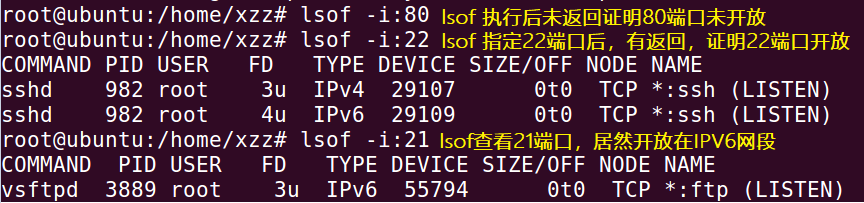 root@ubuntu:/home/xzz# lsof -i:80 lsof 执行后未返回证明80端口未开放
root@ubuntu:/home/xzz# lsof -i:22 lsof 指定22端口后，有返回，证明22端口开放
COMMAND PID USER FD TYPE DEVICE SIZE/OFF NODE NAME
sshd 982 root 3u IPv4 29107 0t0 TCP *:ssh (LISTEN)
sshd 982 root 4u IPv6 29109 0t0 TCP *:ssh (LISTEN)
root@ubuntu:/home/xzz# lsof -i:21 lsof查看21端口，居然开放在IPV6网段
COMMAND PID USER FD TYPE DEVICE SIZE/OFF NODE NAME
vsftpd 3889 root 3u IPv6 55794 0t0 TCP *:ftp (LISTEN)